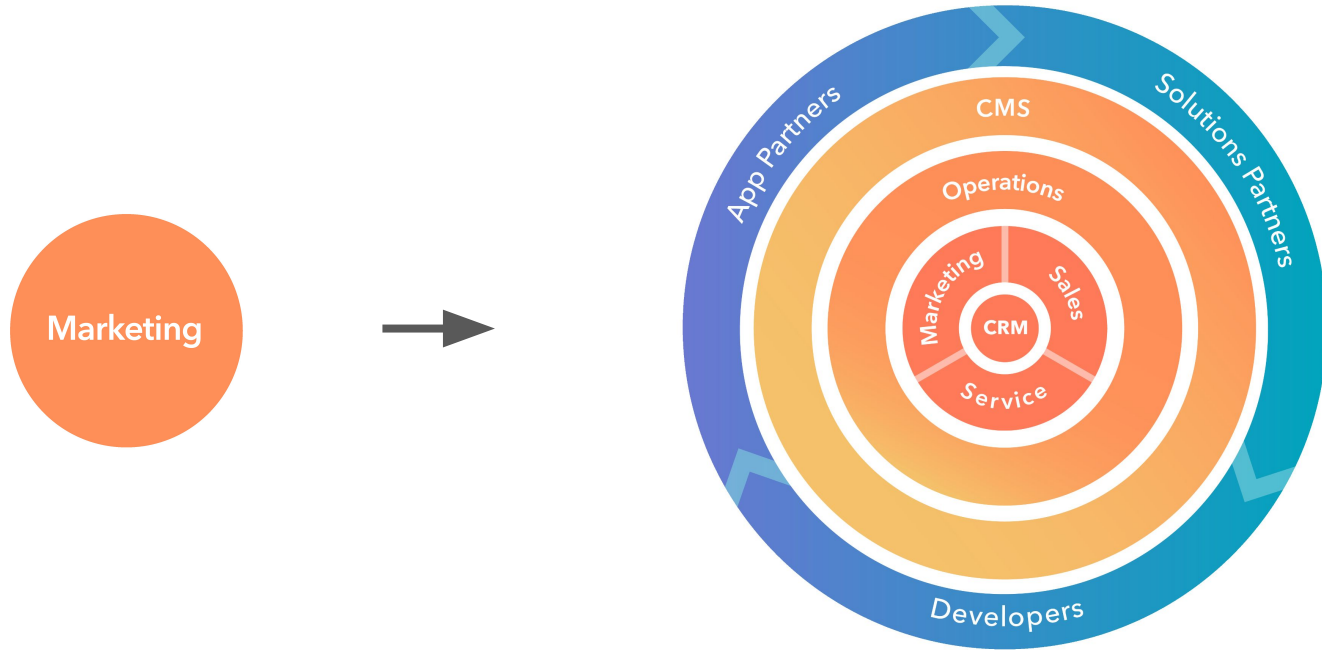 Marketing
App Partners
Solutions Partners
Developers
CMS
Operations
Marketing
Sales
Service
CRM